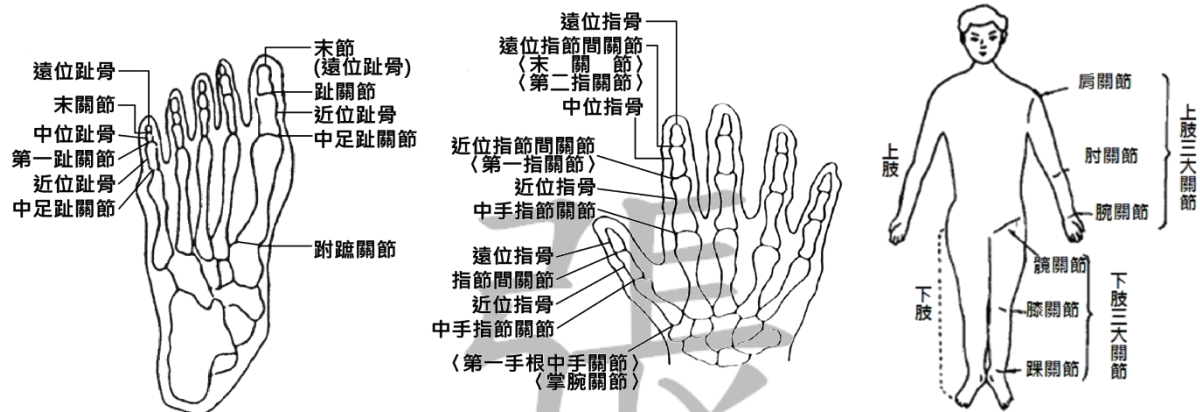 末節
(遠位趾骨)
趾關節
近位趾骨
中足趾關節
跗蹠關節
遠位趾骨
末關節
中位趾骨
第一趾關節
近位趾骨
中足趾關節
遠位指骨
遠位指節間關節
〈末關節〉
〈第二指關節〉
中位指骨
近位指節間關節
〈第一指關節〉
近位指骨
中手指節關節
遠位指骨
指節間關節
近位指骨
中手指節關節
〈第一手根中手關節〉
〈掌腕關節〉
上肢
下肢
肩關節
肘關節
腕關節
上肢三大關節
髖關節
膝關節
踝關節
下肢三大關節